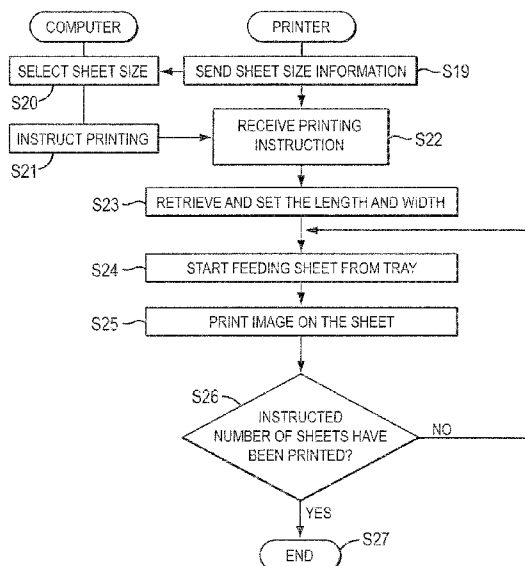 COMPUTER
PRINTER
SELECT SHEET SIZE
SEND SHEET SIZE INFORMATION
S19
S20
INSTRUCT PRINTING
RECEIVE PRINTING
INSTRUCTION
S22
S21
S23
RETRIEVE AND SET THE LENGTH AND WIDTH
S24
START FEEDING SHEET FROM TRAY
S25
PRINT IMAGE ON THE SHEET
S26
INSTRUCTED
NUMBER OF SHEETS HAVE
BEEN PRINTED?
NO
YES
END
S27